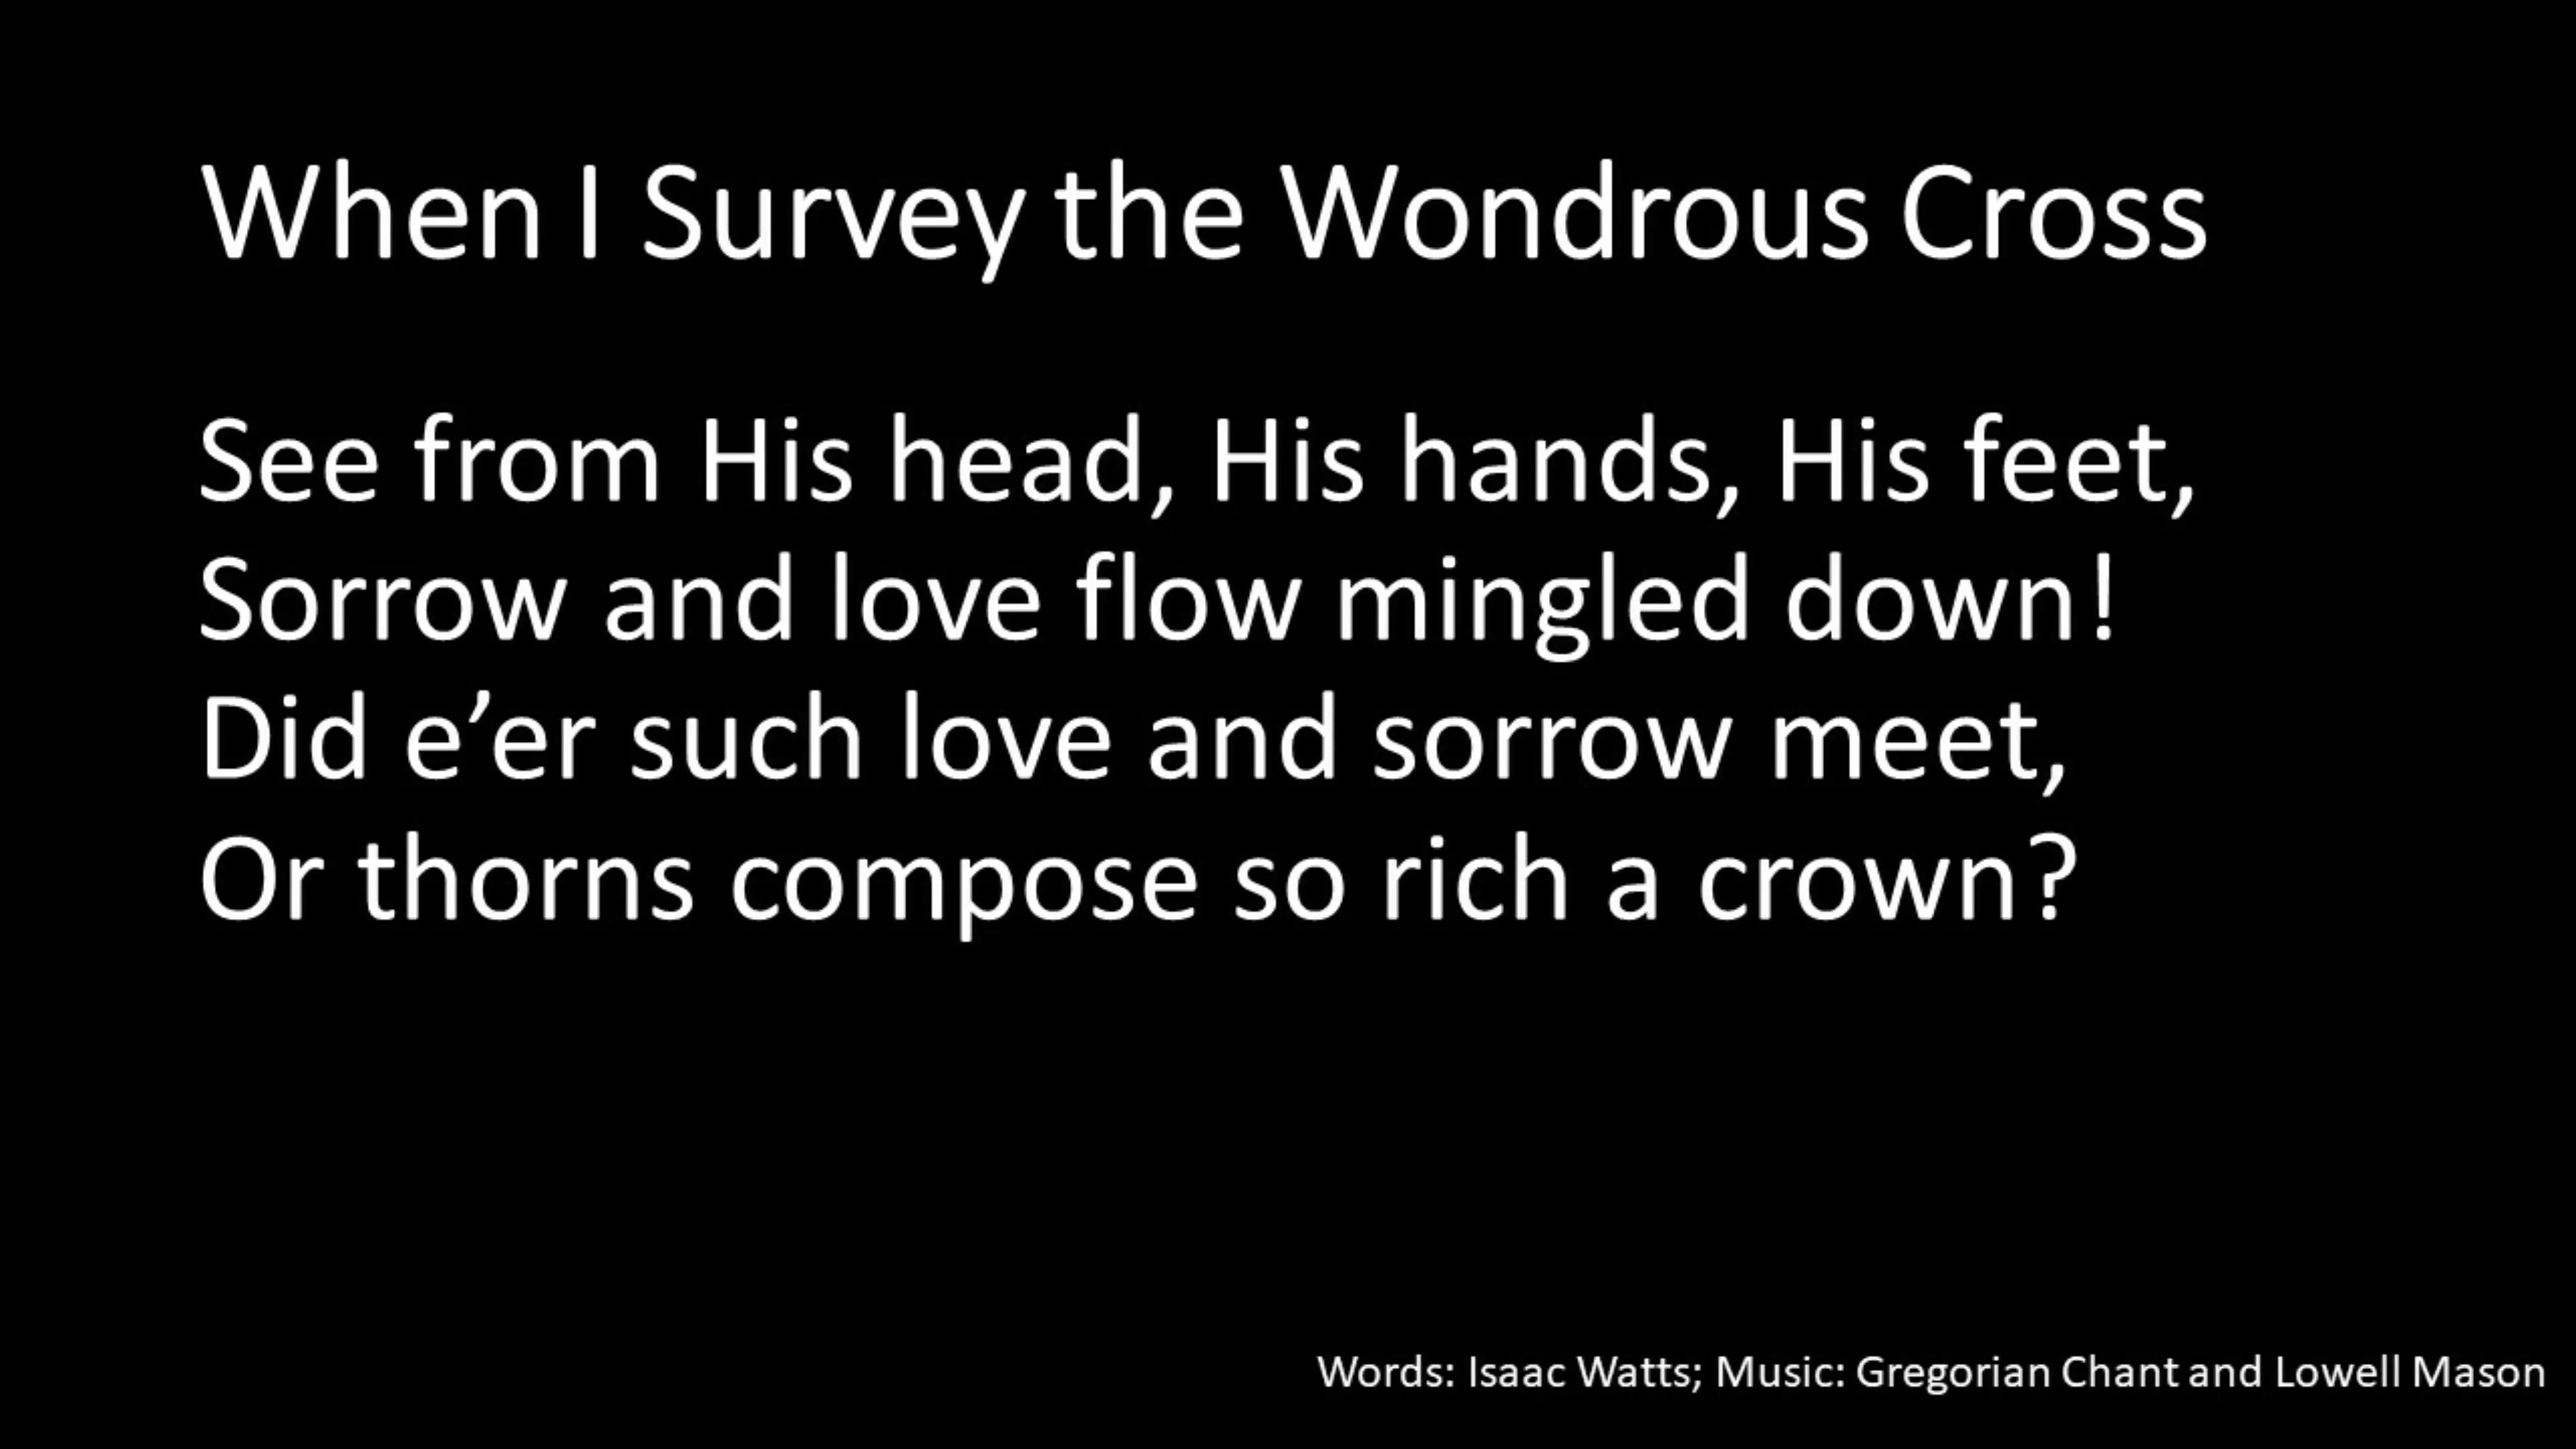 When I Survey the Wondrous Cross
See from His head, His hands, His feet,
Sorrow and love flow mingled down!
Did e’er such love and sorrow meet,
Or thorns compose so rich a crown?
Words: Isaac Watts; Music: Gregorian Chant and Lowell Mason